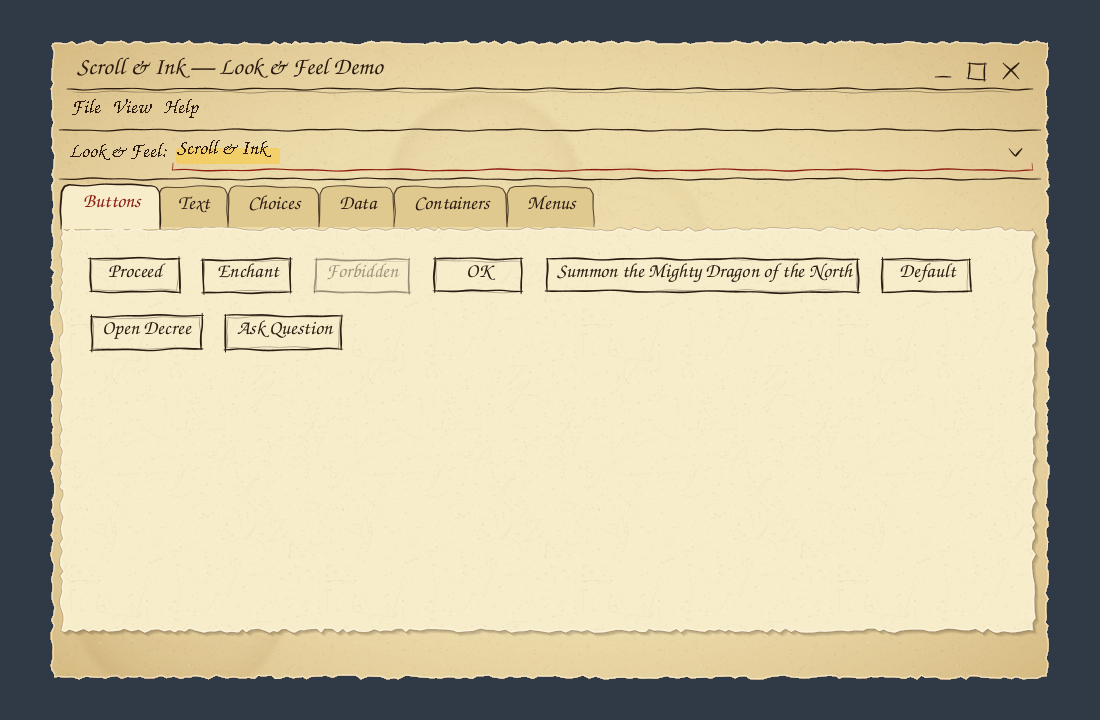 Scroll & Ink — Look & Feel Demo
File View Help
Look & Feel: Scroll & Ink
Buttons Text Choices Data Containers Menus
Proceed Enchant Forbidden OK Summon the Mighty Dragon of the North Default
Open Decree Ask Question